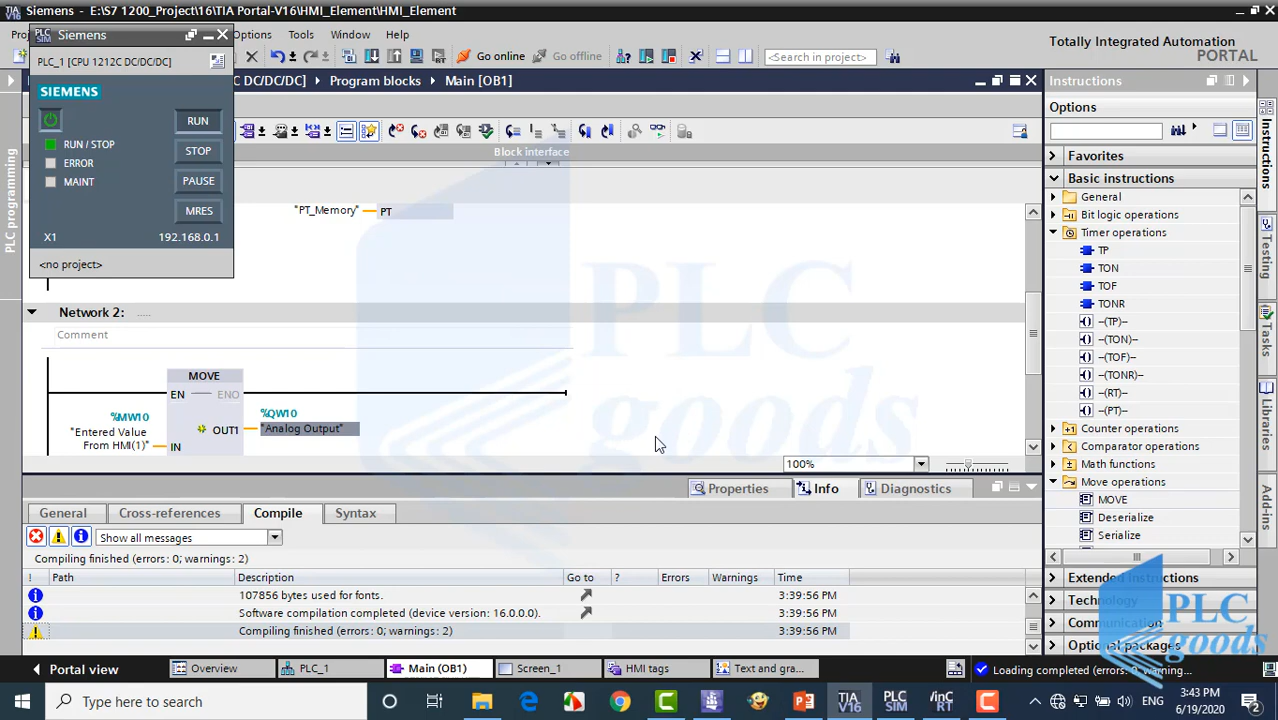 Siemens - E:\S7 1200_Project\16\TIA Portal-V16\HMI_Element\HMI_Element
Siemens
Options Tools Window Help
Totally Integrated Automation
PORTAL
PLC_1 [CPU 1212C DC/DC/DC]
Go online
Go offline
<Search in project>
DC/DC/DC] Program blocks Main [OB1]
Instructions
SIEMENS
RUN
Options
RUN / STOP
STOP
ERROR
MAINT
PAUSE
MRES
X1 192.168.0.1
<no project>
PLC programming
Block interface
"PT_Memory" PT
Network 2: .....
Comment
MOVE
EN ENO
%MW10
"Entered Value From HMI(1)" IN
%QW10
OUT1 "Analog Output"
100%
PLC
goods
Favorites
Basic instructions
General
Bit logic operations
Timer operations
TP
TON
TOF
TONR
-(TP)-
-(TON)-
-(TOF)-
-(TONR)-
-(RT)-
-(PT)-
Counter operations
Comparator operations
Math functions
Move operations
MOVE
Deserialize
Serialize
Extended instructions
Technology
Communication
Optional packages
Instructions
Testing
Tasks
Libraries
Add-ins
Properties Info Diagnostics
General Cross-references Compile Syntax
Show all messages
Compiling finished (errors: 0; warnings: 2)
! Path Description Go to ? Errors Warnings Time
107856 bytes used for fonts. 3:39:56 PM
Software compilation completed (device version: 16.0.0.0). 3:39:56 PM
Compiling finished (errors: 0; warnings: 2) 3:39:56 PM
PLC
goods
Portal view Overview PLC_1 Main (OB1) Screen_1 HMI tags Text and gra... Loading completed (errors: 0; warning...
Type here to search
3:43 PM
6/19/2020